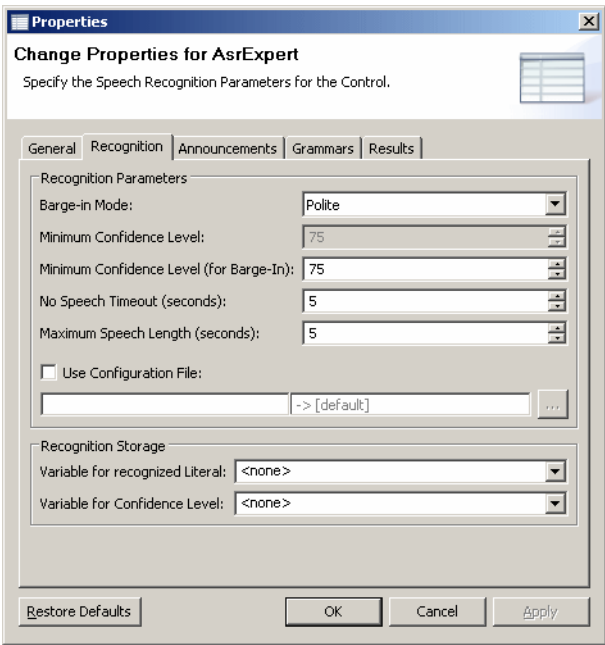 Properties
Change Properties for AsrExpert
Specify the Speech Recognition Parameters for the Control.
General Recognition Announcements Grammars Results
Recognition Parameters
Barge-in Mode: Polite
Minimum Confidence Level: 75
Minimum Confidence Level (for Barge-In): 75
No Speech Timeout (seconds): 5
Maximum Speech Length (seconds): 5
Use Configuration File:
-> [default] ...
Recognition Storage
Variable for recognized Literal: <none>
Variable for Confidence Level: <none>
Restore Defaults OK Cancel Apply